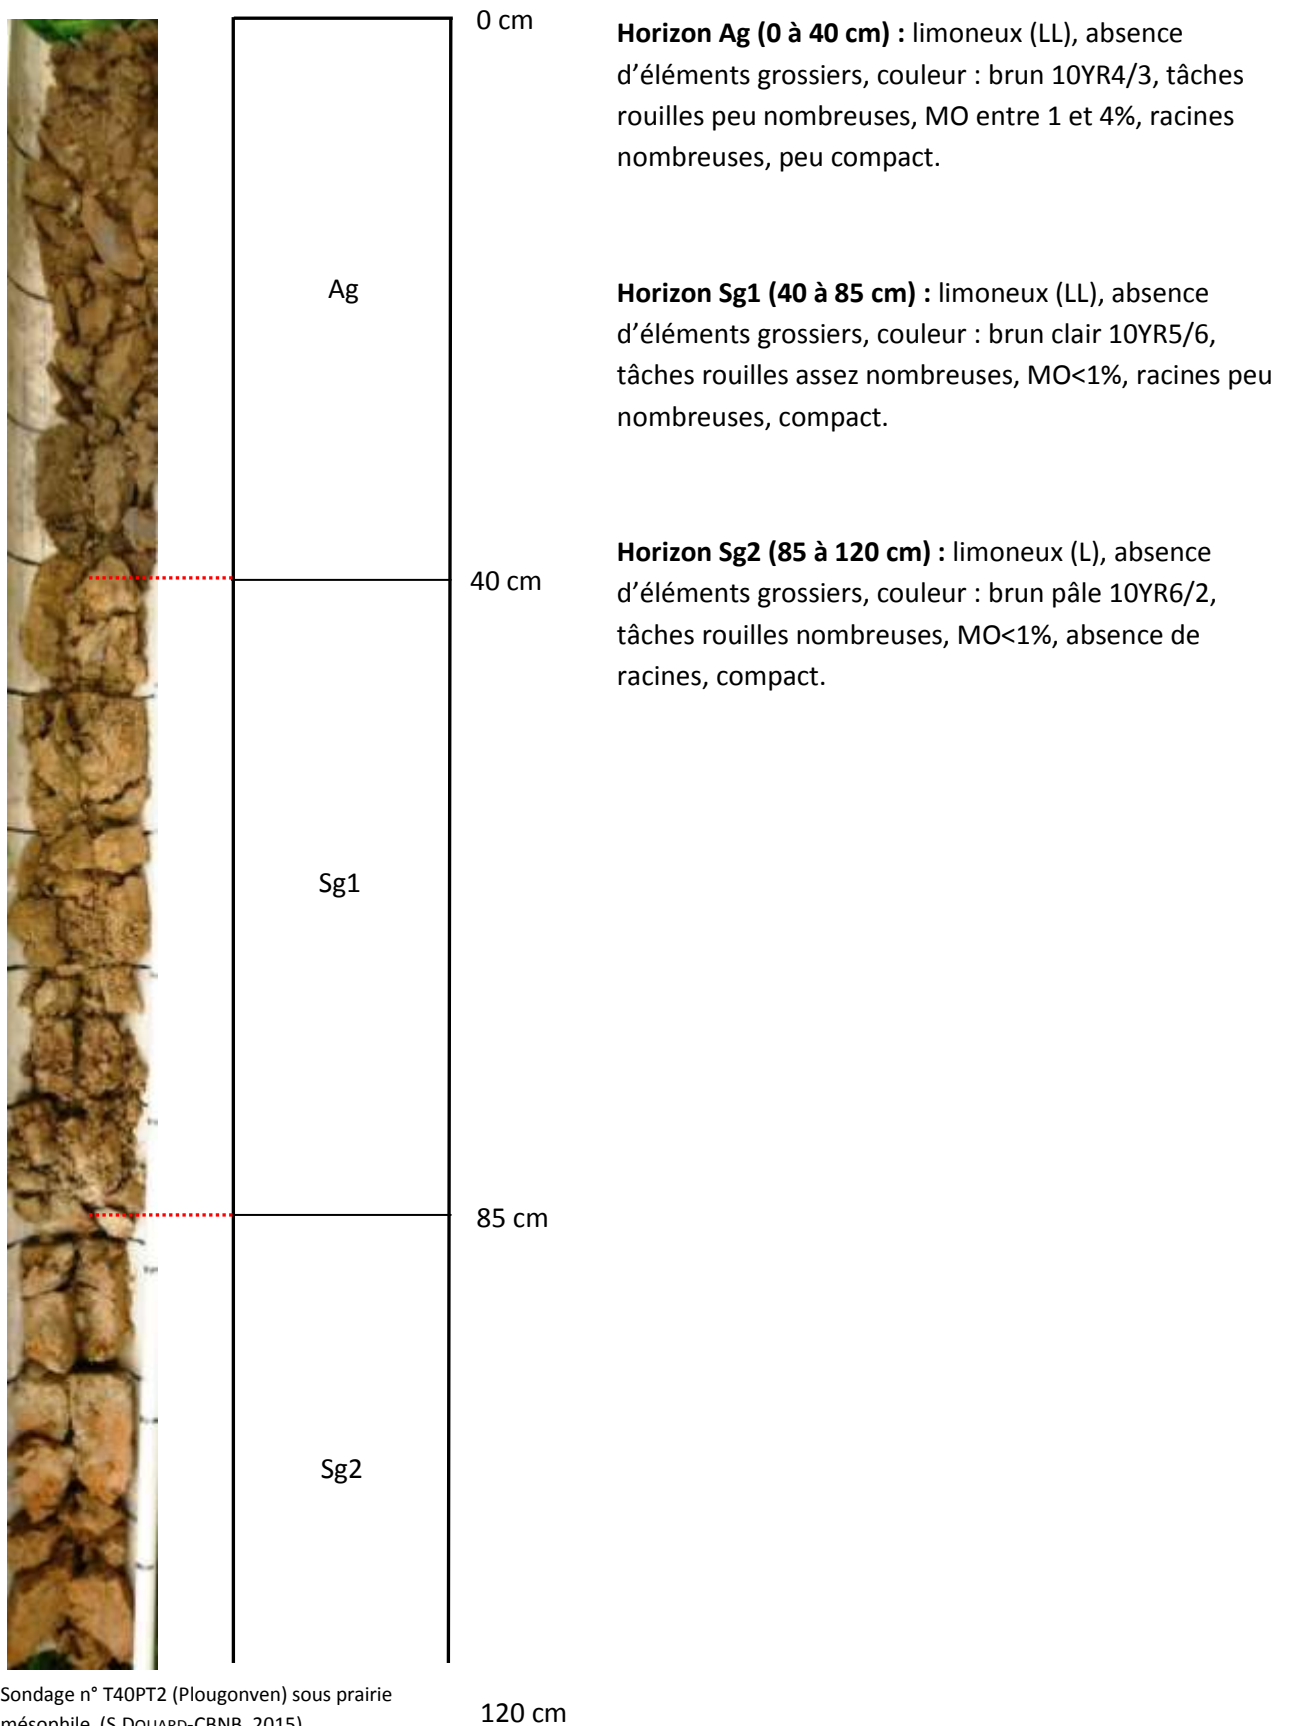 0 cm
Horizon Ag (0 à 40 cm) : limoneux (LL), absence
d’éléments grossiers, couleur : brun 10YR4/3, tâches
rouilles peu nombreuses, MO entre 1 et 4%, racines
nombreuses, peu compact.
Ag
Horizon Sg1 (40 à 85 cm) : limoneux (LL), absence
d’éléments grossiers, couleur : brun clair 10YR5/6,
tâches rouilles assez nombreuses, MO<1%, racines peu
nombreuses, compact.
Horizon Sg2 (85 à 120 cm) : limoneux (L), absence
d’éléments grossiers, couleur : brun pâle 10YR6/2,
tâches rouilles nombreuses, MO<1%, absence de
racines, compact.
40 cm
Sg1
85 cm
Sg2
Sondage n° T40PT2 (Plougonven) sous prairie
mésophile (S.DOUARD-CBNB, 2015)
120 cm